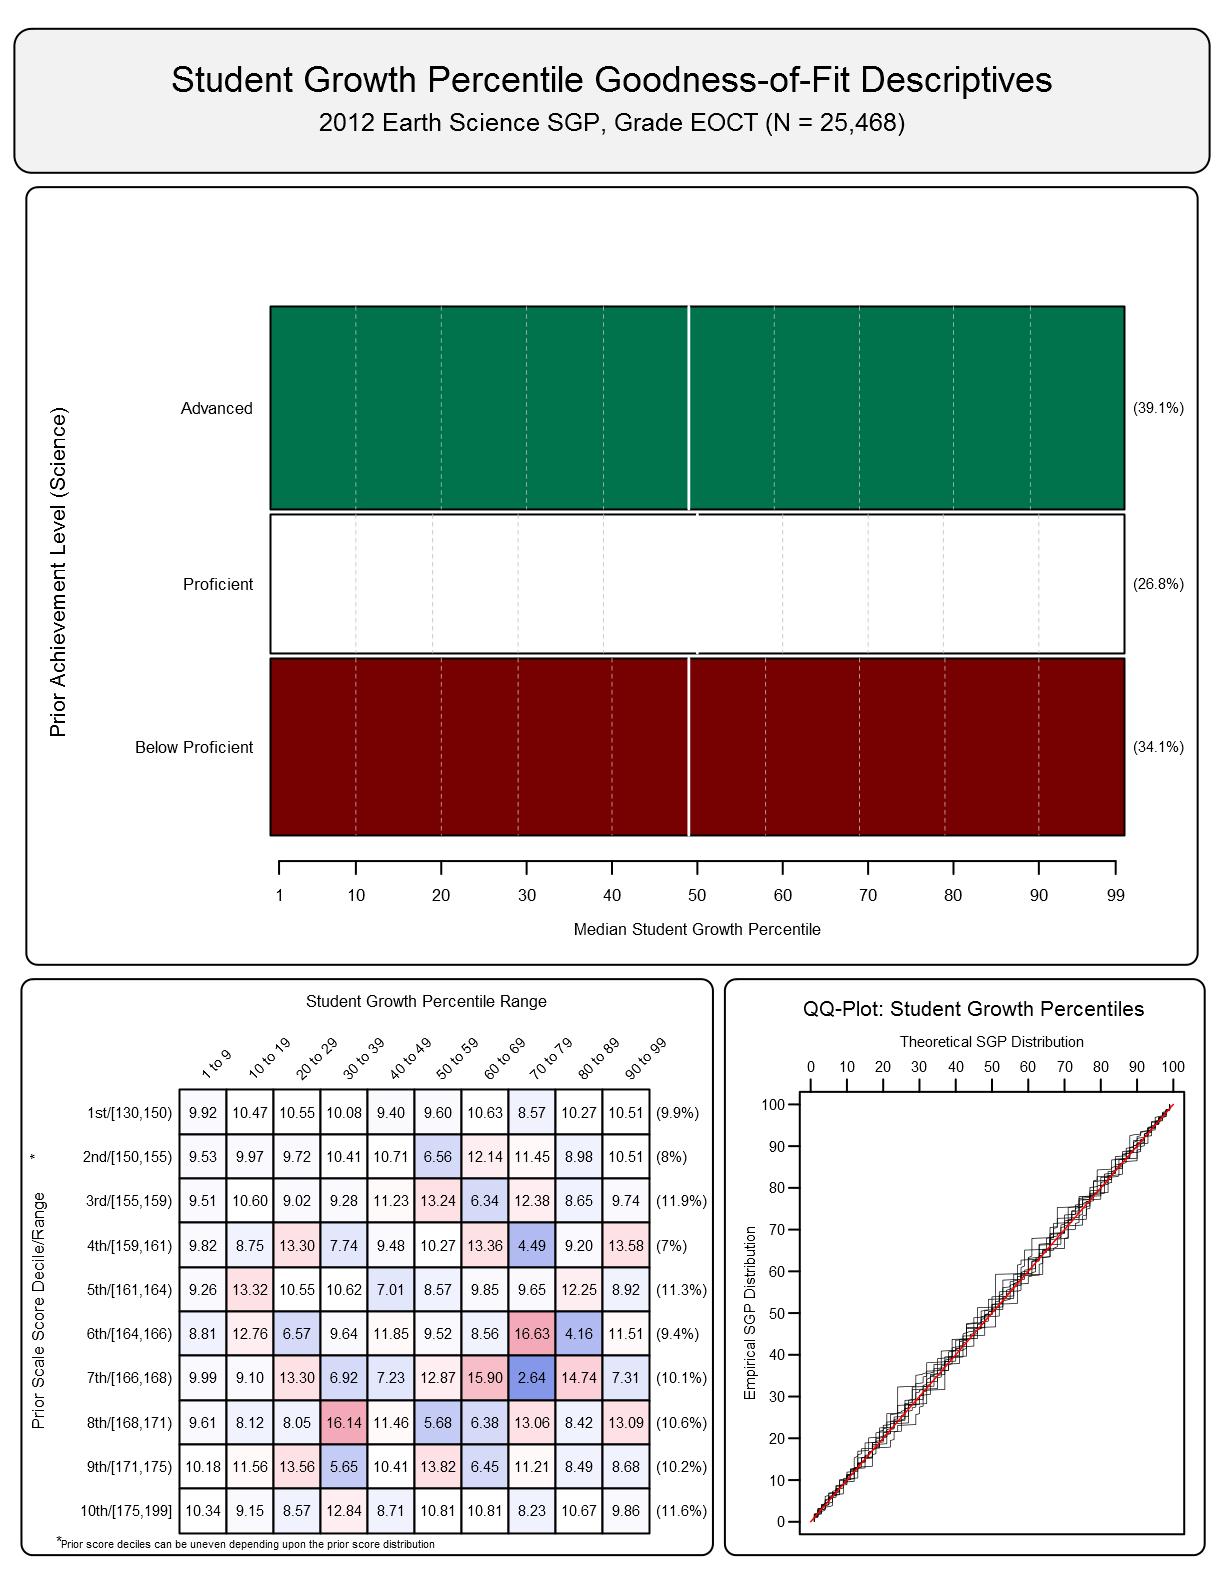 Student Growth Percentile Goodness-of-Fit Descriptives
2012 Earth Science SGP, Grade EOCT (N = 25,468)
Prior Achievement Level (Science)
Advanced
(39.1%)
Proficient
(26.8%)
Below Proficient
(34.1%)
1 10 20 30 40 50 60 70 80 90 99
Median Student Growth Percentile
Student Growth Percentile Range
1 to 9 10 to 19 20 to 29 30 to 39 40 to 49 50 to 59 60 to 69 70 to 79 80 to 89 90 to 99
Prior Scale Score Decile/Range *
1st/[130,150) 9.92 10.47 10.55 10.08 9.40 9.60 10.63 8.57 10.27 10.51 (9.9%)
2nd/[150,155) 9.53 9.97 9.72 10.41 10.71 6.56 12.14 11.45 8.98 10.51 (8%)
3rd/[155,159) 9.51 10.60 9.02 9.28 11.23 13.24 6.34 12.38 8.65 9.74 (11.9%)
4th/[159,161) 9.82 8.75 13.30 7.74 9.48 10.27 13.36 4.49 9.20 13.58 (7%)
5th/[161,164) 9.26 13.32 10.55 10.62 7.01 8.57 9.85 9.65 12.25 8.92 (11.3%)
6th/[164,166) 8.81 12.76 6.57 9.64 11.85 9.52 8.56 16.63 4.16 11.51 (9.4%)
7th/[166,168) 9.99 9.10 13.30 6.92 7.23 12.87 15.90 2.64 14.74 7.31 (10.1%)
8th/[168,171) 9.61 8.12 8.05 16.14 11.46 5.68 6.38 13.06 8.42 13.09 (10.6%)
9th/[171,175) 10.18 11.56 13.56 5.65 10.41 13.82 6.45 11.21 8.49 8.68 (10.2%)
10th/[175,199] 10.34 9.15 8.57 12.84 8.71 10.81 10.81 8.23 10.67 9.86 (11.6%)
*Prior score deciles can be uneven depending upon the prior score distribution
QQ-Plot: Student Growth Percentiles
Theoretical SGP Distribution
0 10 20 30 40 50 60 70 80 90 100
Empirical SGP Distribution
100
90
80
70
60
50
40
30
20
10
0